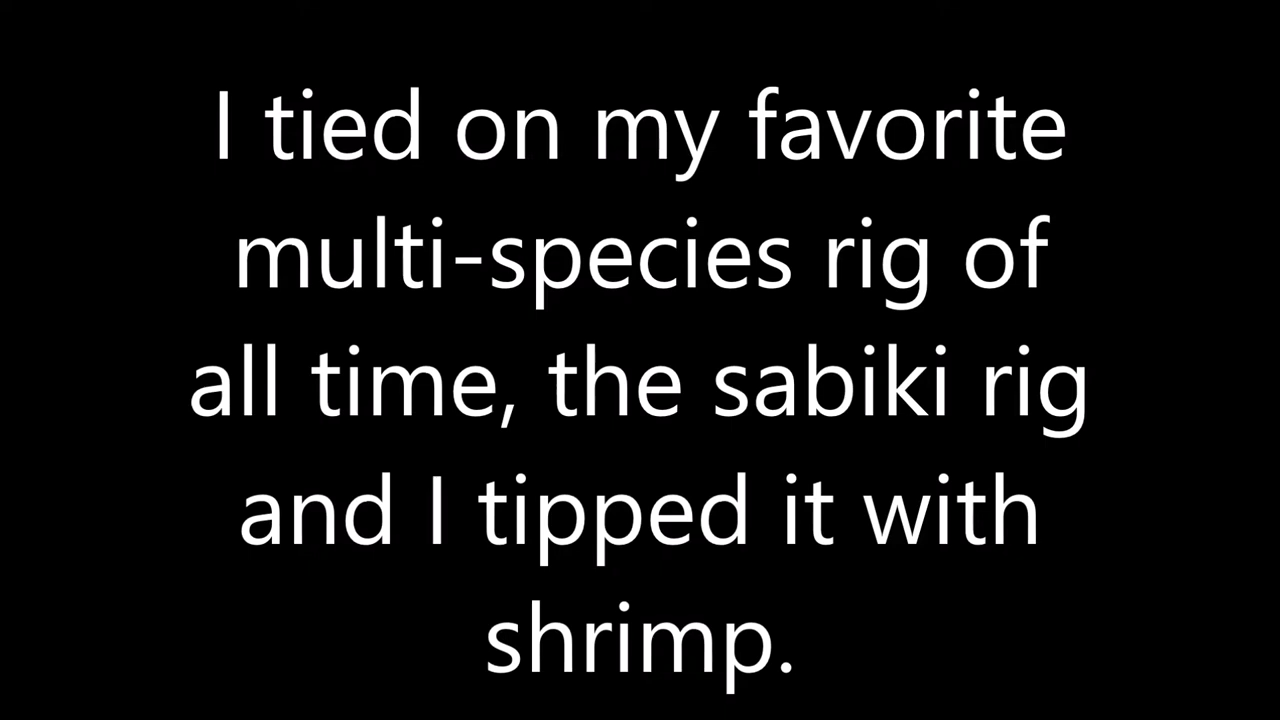 I tied on my favorite
multi-species rig of
all time, the sabiki rig
and I tipped it with
shrimp.